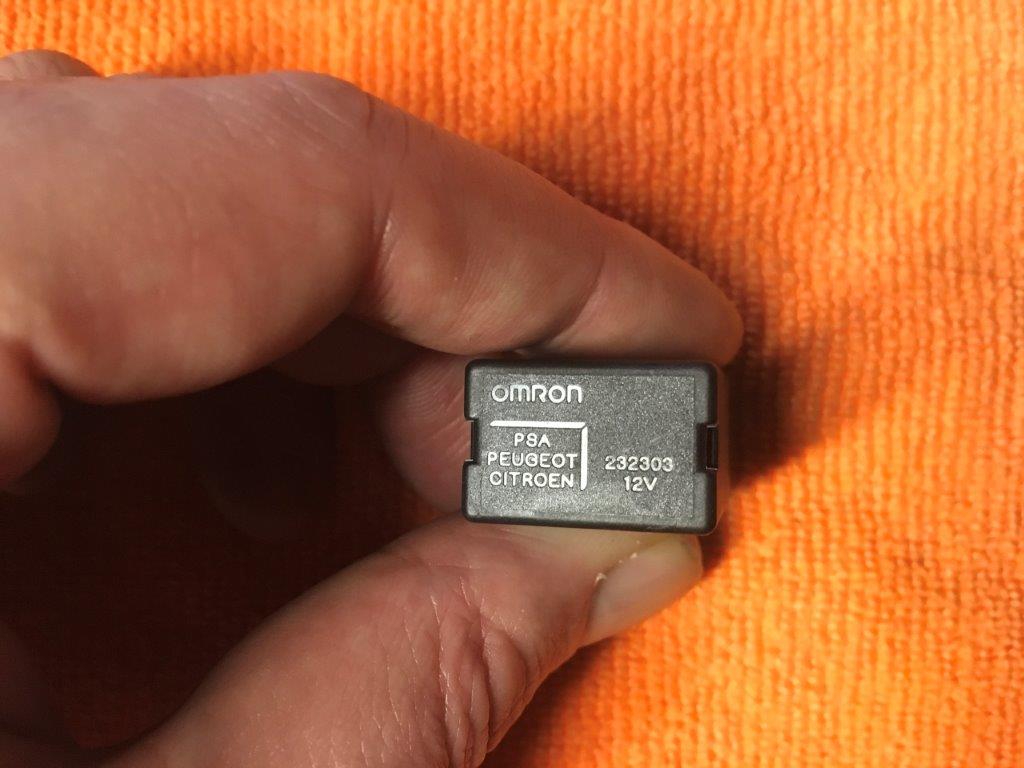 OMRON
PSA
PEUGEOT
CITROEN
232303
12V